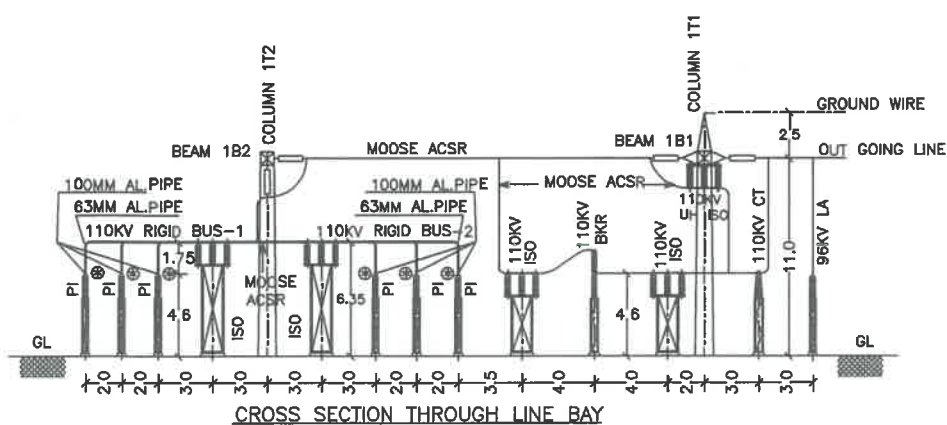 COLUMN 1T2
COLUMN 1T1
GROUND WIRE
2.5
BEAM 1B2
MOOSE ACSR
BEAM 1B1
OUT GOING LINE
100MM AL.PIPE
100MM AL.PIPE
MOOSE ACSR
63MM AL.PIPE
63MM AL.PIPE
110KV
UH ISO
110KV RIGID BUS-1
110KV RIGID BUS-2
110KV
ISO
110KV
BKR
110KV
ISO
110KV CT
11.0
96KV LA
1.75
MOOSE
ACSR
6.35
PI
PI
PI
4.6
ISO
ISO
PI
PI
PI
4.6
GL
GL
2.0
2.0
3.0
3.0
3.0
3.0
2.0
2.0
3.5
4.0
4.0
2.0
3.0
3.0
CROSS SECTION THROUGH LINE BAY